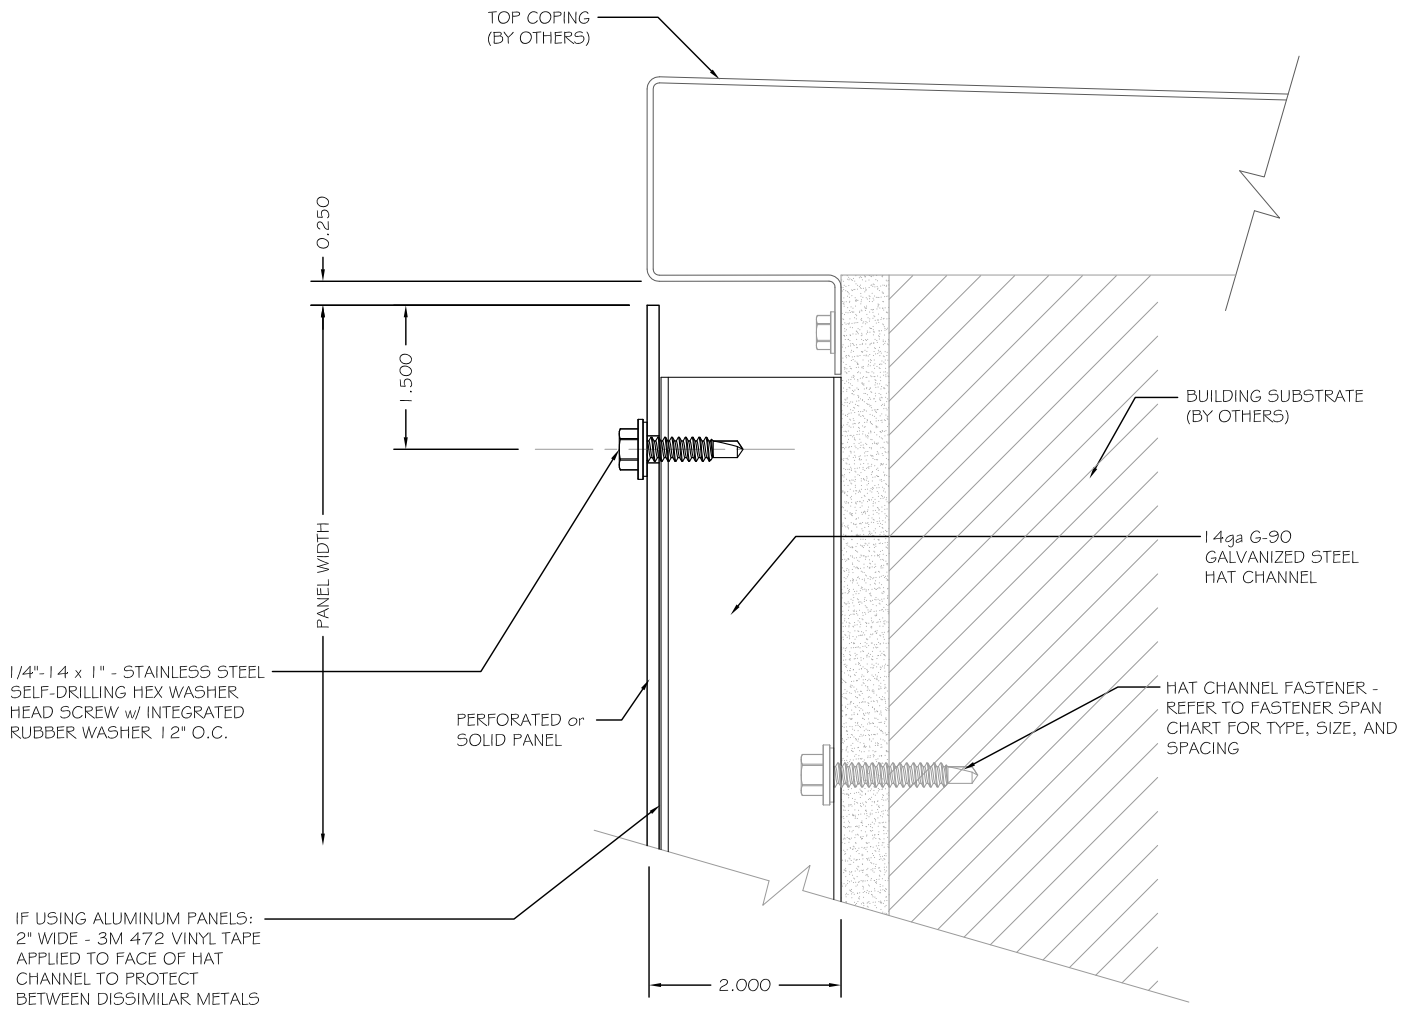 TOP COPING
(BY OTHERS)
0.250
1.500
BUILDING SUBSTRATE
(BY OTHERS)
PANEL WIDTH
14ga G-90
GALVANIZED STEEL
HAT CHANNEL
1/4"-14 x 1" - STAINLESS STEEL
SELF-DRILLING HEX WASHER
HEAD SCREW w/ INTEGRATED
RUBBER WASHER 12" O.C.
PERFORATED or
SOLID PANEL
HAT CHANNEL FASTENER -
REFER TO FASTENER SPAN
CHART FOR TYPE, SIZE, AND
SPACING
IF USING ALUMINUM PANELS:
2" WIDE - 3M 472 VINYL TAPE
APPLIED TO FACE OF HAT
CHANNEL TO PROTECT
BETWEEN DISSIMILAR METALS
2.000